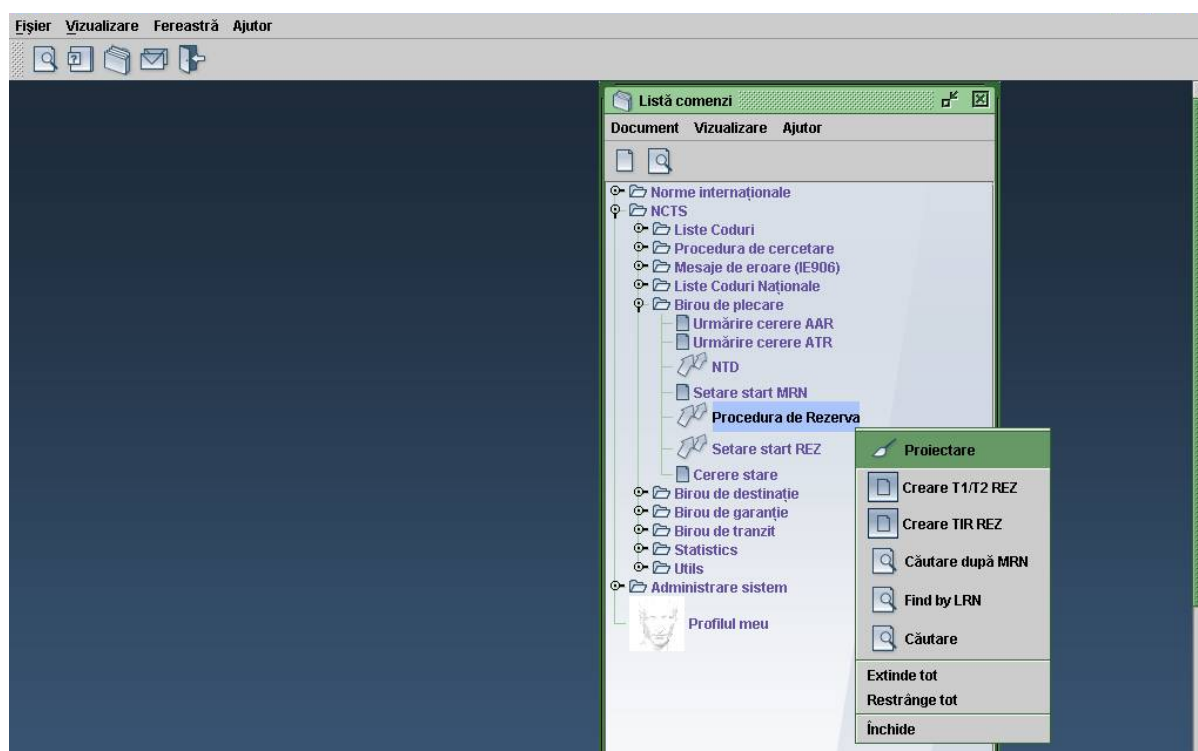 Fişier Vizualizare Fereastră Ajutor
Listă comenzi
Document Vizualizare Ajutor
Norme internaţionale
NCTS
Liste Coduri
Procedura de cercetare
Mesaje de eroare (IE906)
Liste Coduri Naţionale
Birou de plecare
Urmărire cerere AAR
Urmărire cerere ATR
NTD
Setare start MRN
Procedura de Rezerva
Setare start REZ
Cerere stare
Birou de destinaţie
Birou de garanţie
Birou de tranzit
Statistics
Utils
Administrare sistem
Profilul meu
Proiectare
Creare T1/T2 REZ
Creare TIR REZ
Căutare după MRN
Find by LRN
Căutare
Extinde tot
Restrânge tot
Închide